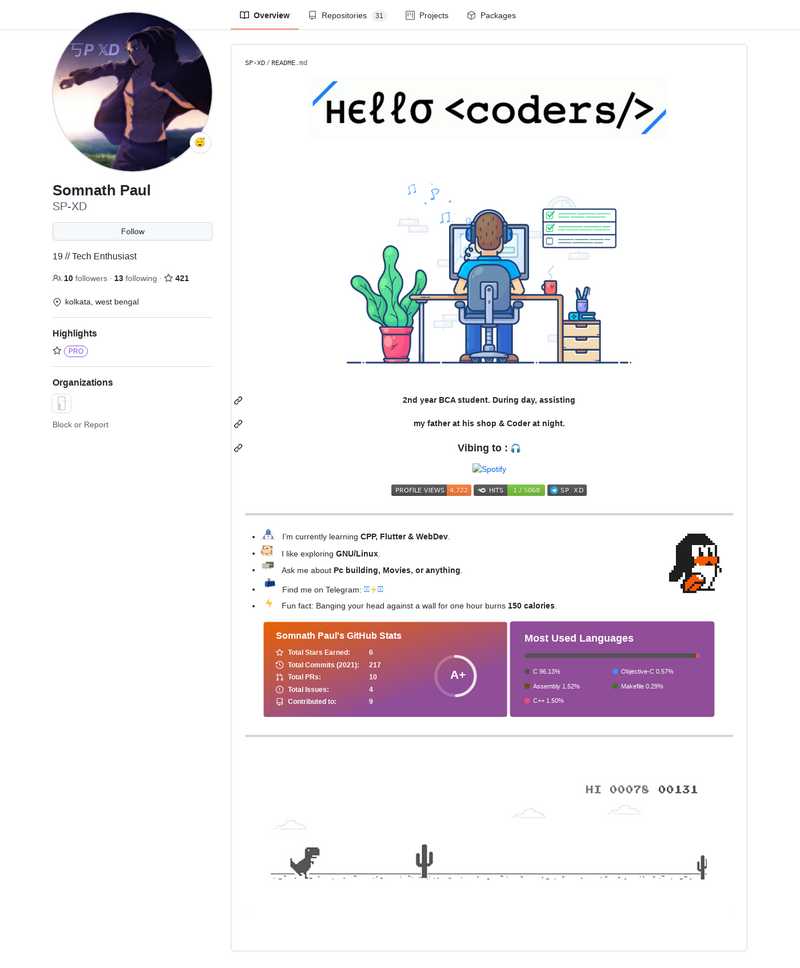 Overview
Repositories 31
Projects
Packages
SP XD
Somnath Paul
SP-XD
Follow
19 // Tech Enthusiast
10 followers · 13 following · 421
kolkata, west bengal
Highlights
PRO
Organizations
Block or Report
SP-XD / README.md
нєℓℓσ <coders/>
2nd year BCA student. During day, assisting
my father at his shop & Coder at night.
Vibing to : 🎧
Spotify
PROFILE VIEWS 4,722
HITS 1 / 5068
SP XD
I'm currently learning CPP, Flutter & WebDev.
I like exploring GNU/Linux.
Ask me about Pc building, Movies, or anything.
Find me on Telegram:
Fun fact: Banging your head against a wall for one hour burns 150 calories.
Somnath Paul's GitHub Stats
Total Stars Earned: 6
Total Commits (2021): 217
Total PRs: 10
Total Issues: 4
Contributed to: 9
A+
Most Used Languages
C 96.13%
Objective-C 0.57%
Assembly 1.52%
Makefile 0.29%
C++ 1.50%
HI 00078 00131